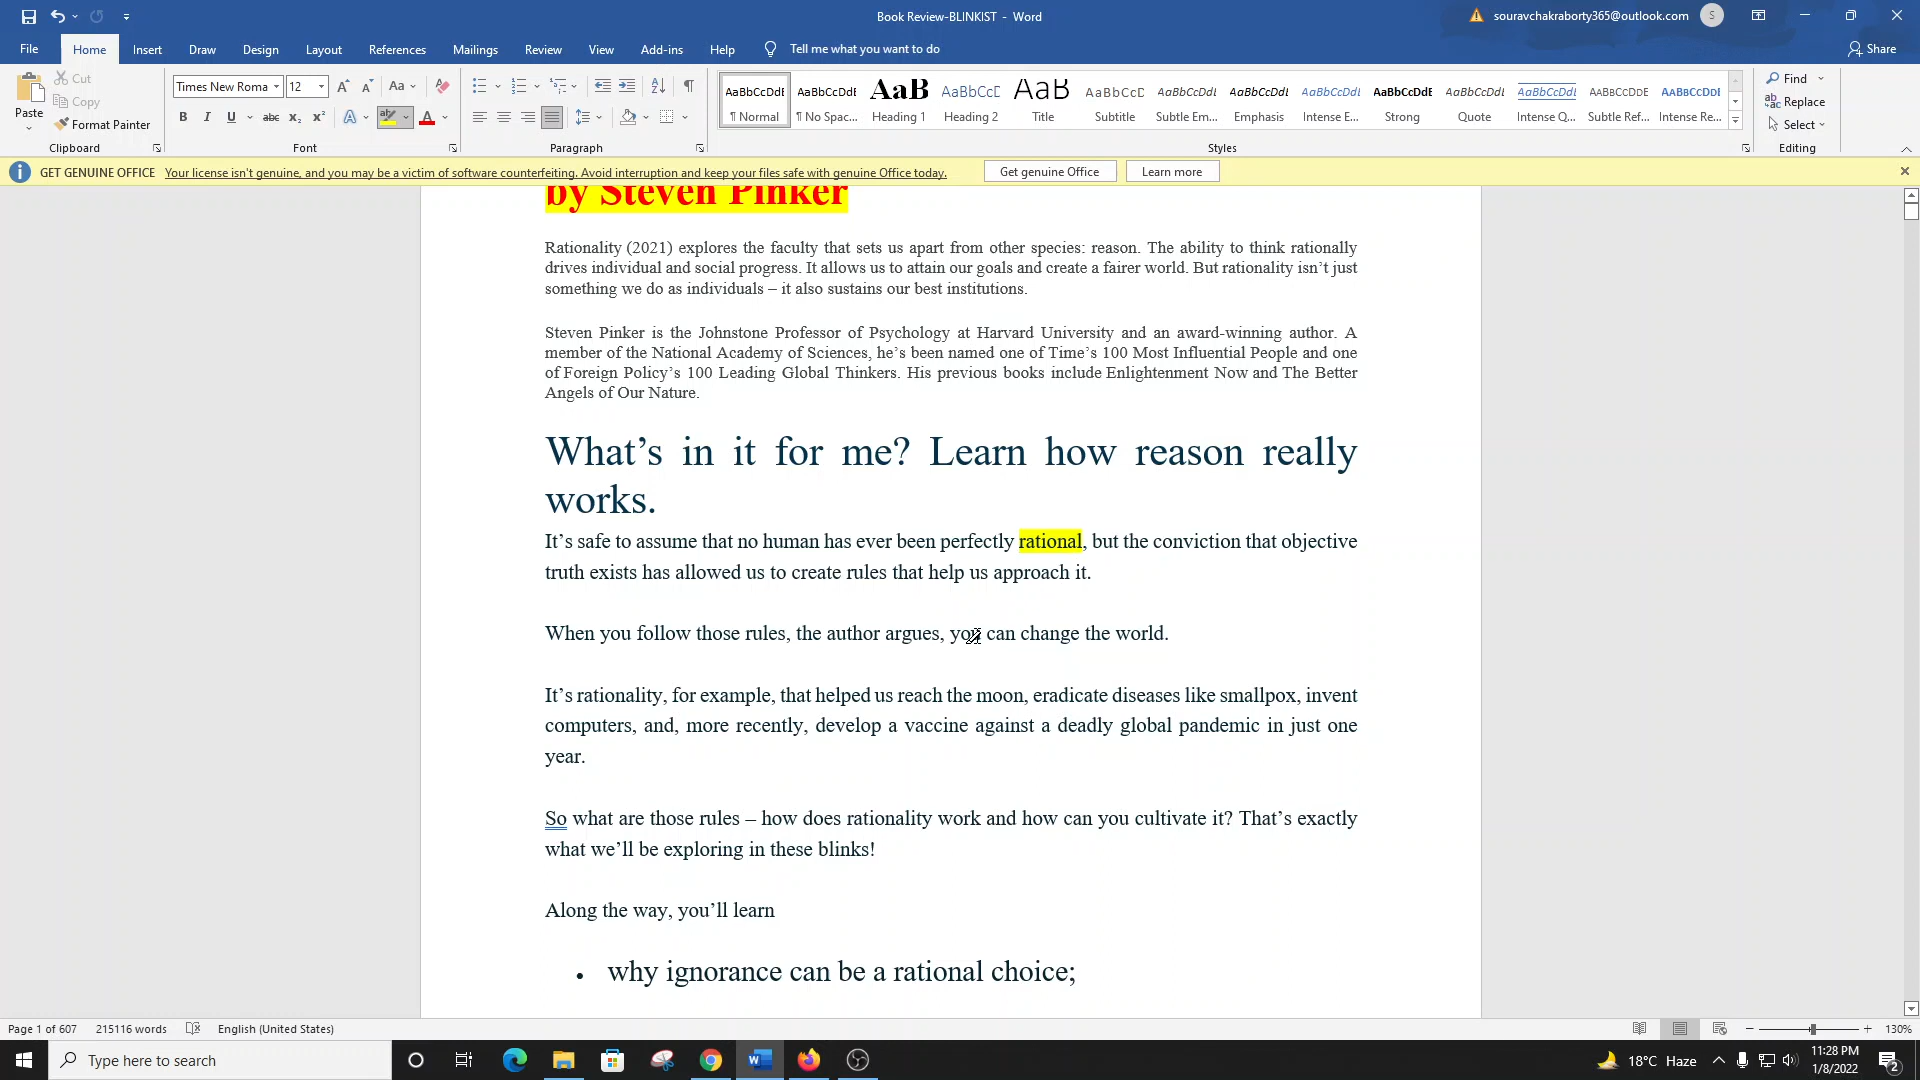 Book Review-BLINKIST - Word
souravchakraborty365@outlook.com S
File Home Insert Draw Design Layout References Mailings Review View Add-ins Help Tell me what you want to do Share
Cut
Copy
Paste
Format Painter
Clipboard
Times New Roma 12
Font
Paragraph
AaBbCcDdE AaBbCcDdE AaB AaBbCcD AaB AaBbCcD AaBbCcDdE AaBbCcDdE AaBbCcDdE AaBbCcDdE AaBbCcDdE AaBbCcDdE AABBCCDDE AABBCCDDE
¶ Normal ¶ No Spac... Heading 1 Heading 2 Title Subtitle Subtle Em... Emphasis Intense E... Strong Quote Intense Q... Subtle Ref... Intense Re...
Styles
Find
Replace
Select
Editing
GET GENUINE OFFICE Your license isn't genuine, and you may be a victim of software counterfeiting. Avoid interruption and keep your files safe with genuine Office today. Get genuine Office Learn more
by Steven Pinker
Rationality (2021) explores the faculty that sets us apart from other species: reason. The ability to think rationally
drives individual and social progress. It allows us to attain our goals and create a fairer world. But rationality isn't just
something we do as individuals – it also sustains our best institutions.
Steven Pinker is the Johnstone Professor of Psychology at Harvard University and an award-winning author. A
member of the National Academy of Sciences, he's been named one of Time's 100 Most Influential People and one
of Foreign Policy's 100 Leading Global Thinkers. His previous books include Enlightenment Now and The Better
Angels of Our Nature.
What's in it for me? Learn how reason really
works.
It's safe to assume that no human has ever been perfectly rational, but the conviction that objective
truth exists has allowed us to create rules that help us approach it.
When you follow those rules, the author argues, you can change the world.
It's rationality, for example, that helped us reach the moon, eradicate diseases like smallpox, invent
computers, and, more recently, develop a vaccine against a deadly global pandemic in just one
year.
So what are those rules – how does rationality work and how can you cultivate it? That's exactly
what we'll be exploring in these blinks!
Along the way, you'll learn
• why ignorance can be a rational choice;
Page 1 of 607 215116 words English (United States) 130%
Type here to search
18°C Haze
11:28 PM
1/8/2022
2